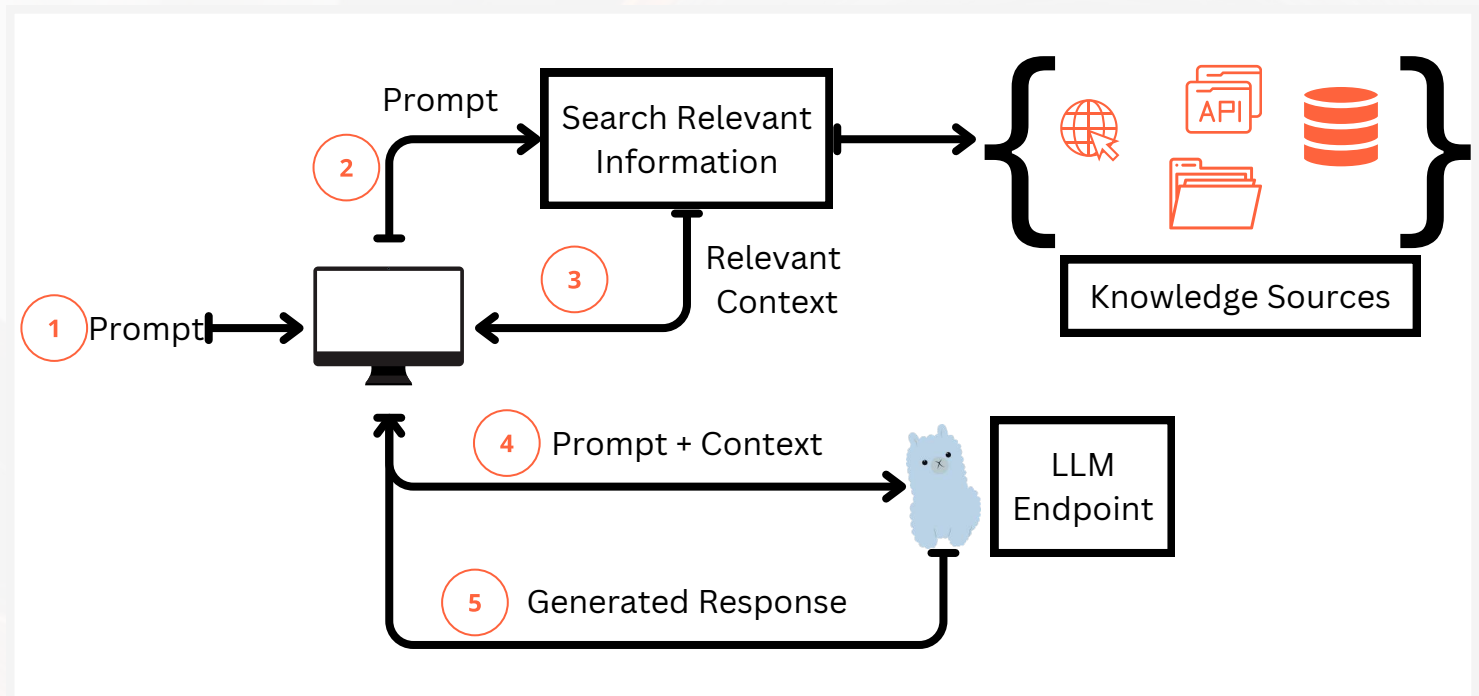 Prompt
2
Search Relevant
Information
API
3
Relevant
Context
Knowledge Sources
1
Prompt
4
Prompt + Context
LLM
Endpoint
5
Generated Response